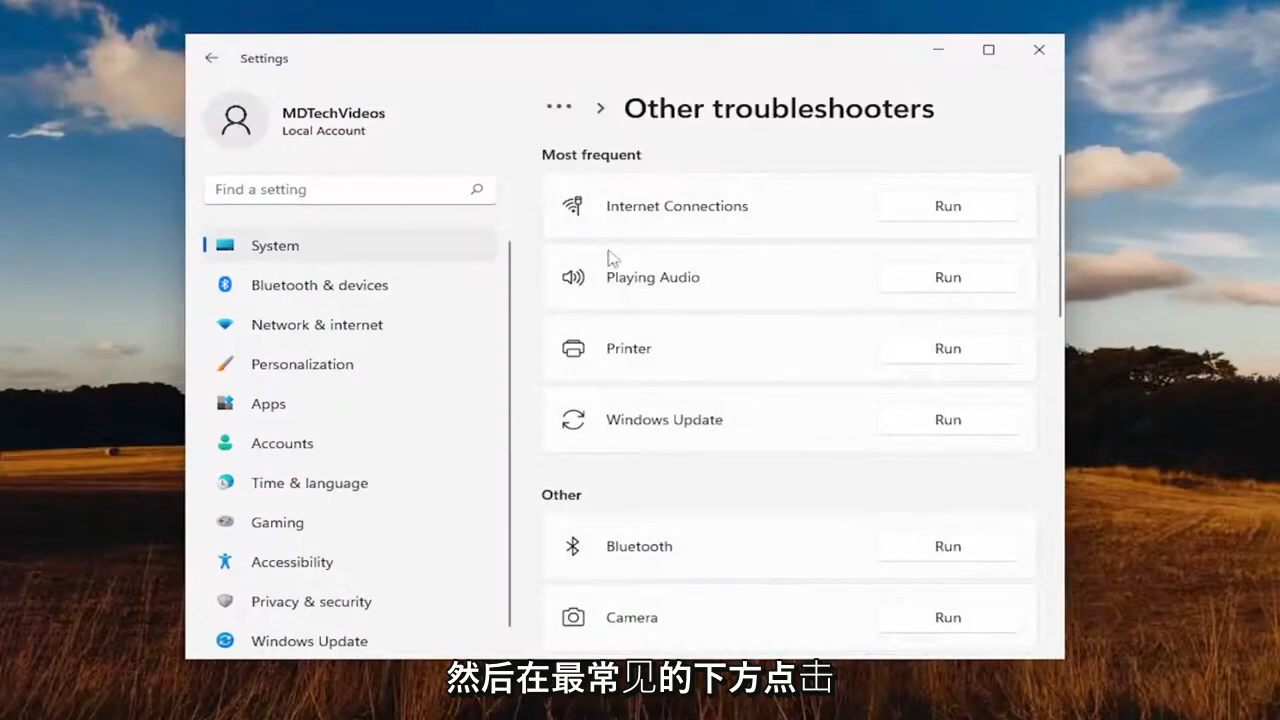 Settings
MDTechVideos
Local Account
Find a setting
System
Bluetooth & devices
Network & internet
Personalization
Apps
Accounts
Time & language
Gaming
Accessibility
Privacy & security
Windows Update
... > Other troubleshooters
Most frequent
Internet Connections Run
Playing Audio Run
Printer Run
Windows Update Run
Other
Bluetooth Run
Camera Run
然后在最常见的下方点击